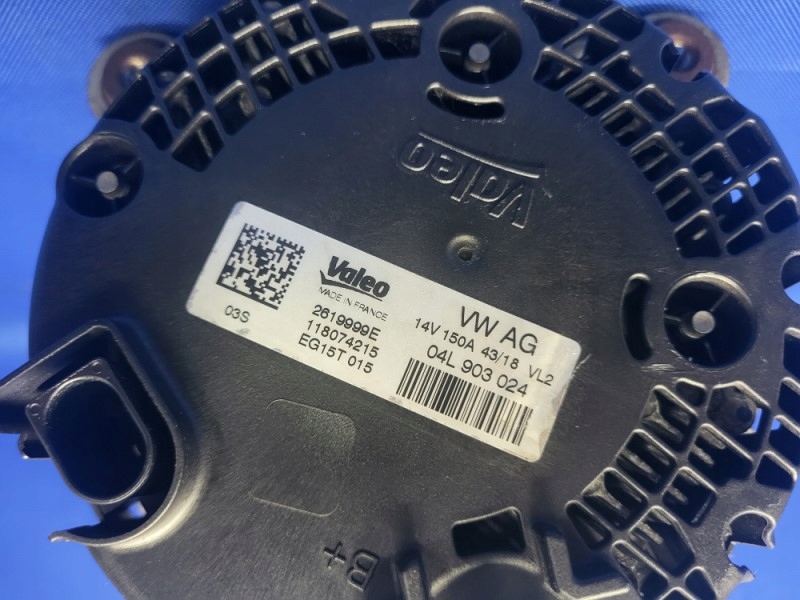 Valeo
Valeo
MADE IN FRANCE
2619999E
118074215
EG15T 015
03S
VW AG
14V 150A 43/18 VL2
04L 903 024
B+